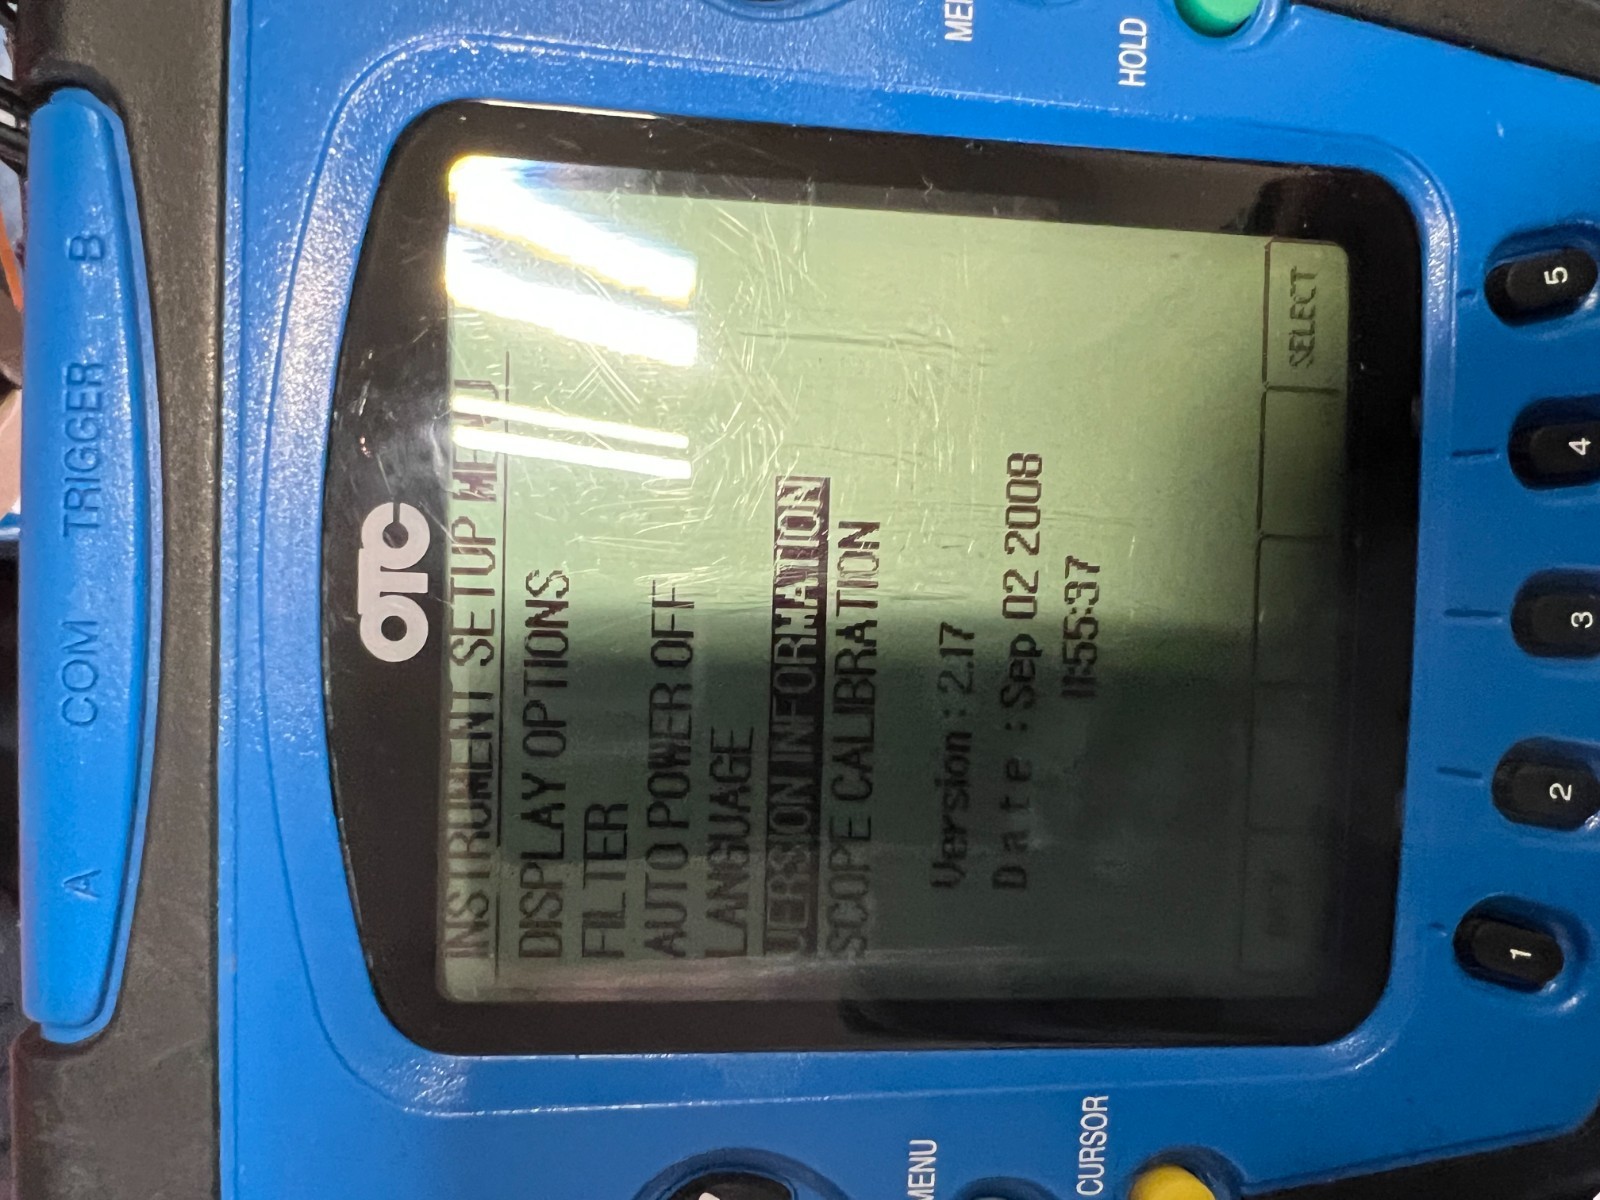 A COM TRIGGER B
OTC
INSTRUMENT SETUP MENU
DISPLAY OPTIONS
FILTER
AUTO POWER OFF
LANGUAGE
VERSION INFORMATION
SCOPE CALIBRATION
Version : 2.17
Date : Sep 02 2008
11:55:37
SELECT
1 2 3 4 5
MENU
HOLD
CURSOR